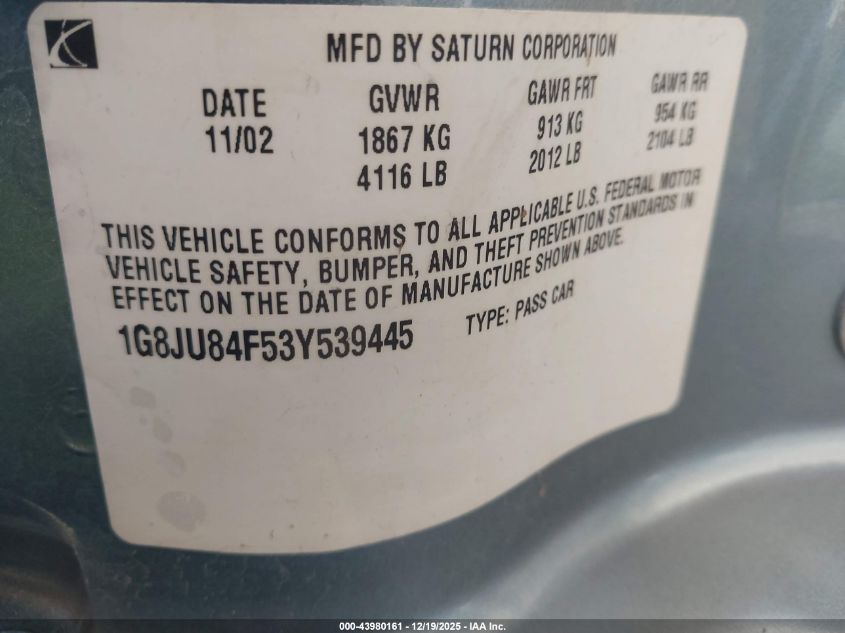 MFD BY SATURN CORPORATION
DATE GVWR GAWR FRT GAWR RR
11/02 1867 KG 913 KG 954 KG
4116 LB 2012 LB 2104 LB
THIS VEHICLE CONFORMS TO ALL APPLICABLE U.S. FEDERAL MOTOR
VEHICLE SAFETY, BUMPER, AND THEFT PREVENTION STANDARDS IN
EFFECT ON THE DATE OF MANUFACTURE SHOWN ABOVE.
1G8JU84F53Y539445 TYPE: PASS CAR
000-43980161 - 12/19/2025 - IAA Inc.